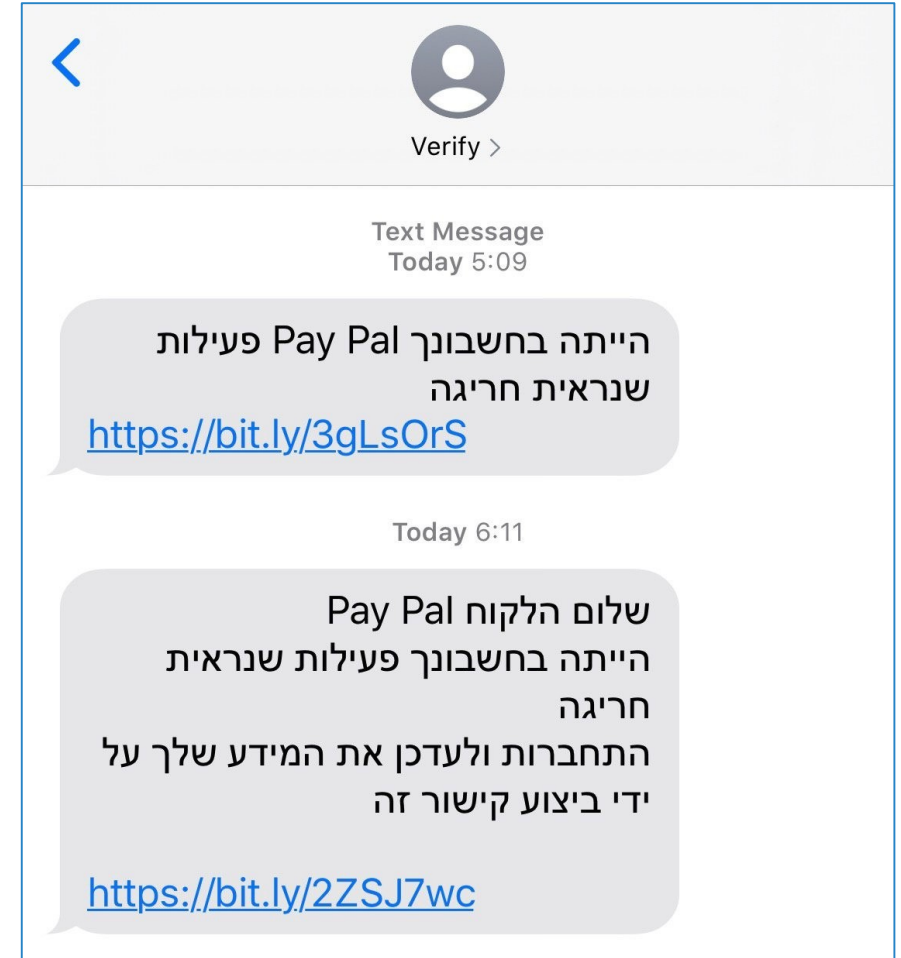 Verify >
Text Message
Today 5:09
הייתה בחשבונך Pay Pal פעילות
שנראית חריגה
https://bit.ly/3gLsOrS
Today 6:11
שלום הלקוח Pay Pal
הייתה בחשבונך פעילות שנראית
חריגה
התחברות ולעדכן את המידע שלך על
ידי ביצוע קישור זה
https://bit.ly/2ZSJ7wc